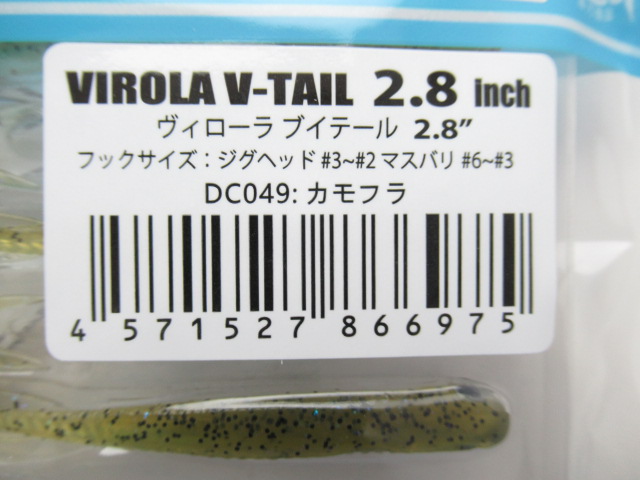 VIROLA V-TAIL 2.8 inch
ヴィローラ ブイテール 2.8”
フックサイズ：ジグヘッド #3~#2 マスバリ #6~#3
DC049: カモフラ
4 571527 866975